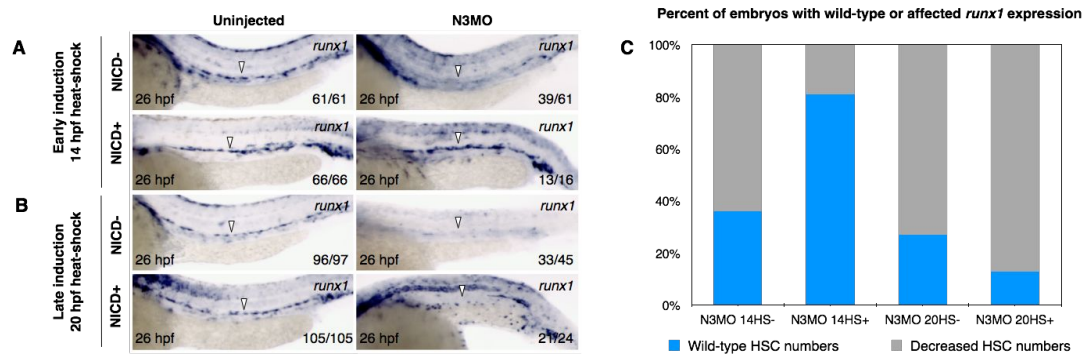 Uninjected
N3MO
Percent of embryos with wild-type or affected runx1 expression
A
Early induction
14 hpf heat-shock
NICD-
runx1
26 hpf
61/61
runx1
26 hpf
39/61
NICD+
runx1
26 hpf
66/66
runx1
26 hpf
13/16
B
Late induction
20 hpf heat-shock
NICD-
runx1
26 hpf
96/97
runx1
26 hpf
33/45
NICD+
runx1
26 hpf
105/105
runx1
26 hpf
21/24
C
100%
80%
60%
40%
20%
0%
N3MO 14HS-
N3MO 14HS+
N3MO 20HS-
N3MO 20HS+
Wild-type HSC numbers
Decreased HSC numbers